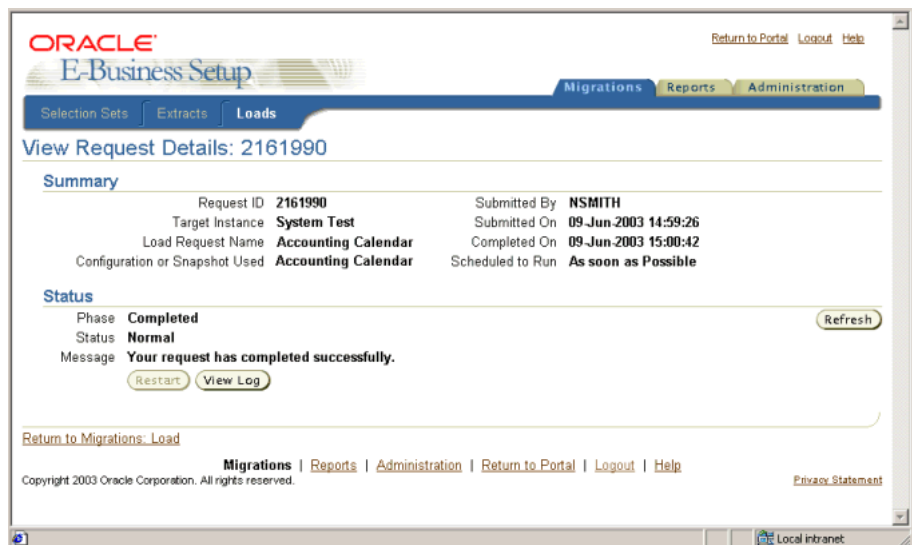 ORACLE
Return to Portal Logout Help
E-Business Setup
Migrations Reports Administration
Selection Sets Extracts Loads
View Request Details: 2161990
Summary
Request ID 2161990 Submitted By NSMITH
Target Instance System Test Submitted On 09-Jun-2003 14:59:26
Load Request Name Accounting Calendar Completed On 09-Jun-2003 15:00:42
Configuration or Snapshot Used Accounting Calendar Scheduled to Run As soon as Possible
Status
Phase Completed Refresh
Status Normal
Message Your request has completed successfully.
Restart View Log
Return to Migrations: Load
Migrations | Reports | Administration | Return to Portal | Logout | Help
Copyright 2003 Oracle Corporation. All rights reserved. Privacy Statement
Local intranet